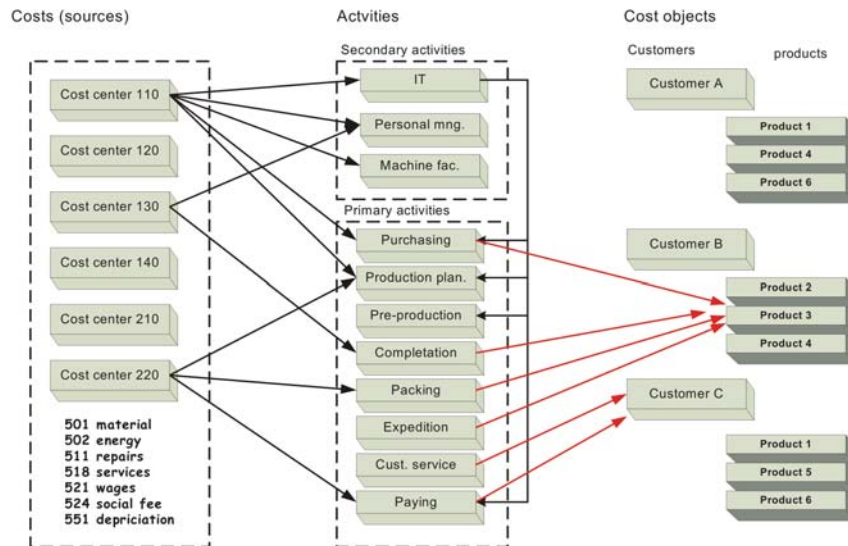 Costs (sources)
Actvities
Cost objects
Secondary activities
Customers
products
Cost center 110
Cost center 120
Cost center 130
Cost center 140
Cost center 210
Cost center 220
501 material
502 energy
511 repairs
518 services
521 wages
524 social fee
551 depriciation
IT
Personal mng.
Machine fac.
Primary activities
Purchasing
Production plan.
Pre-production
Completation
Packing
Expedition
Cust. service
Paying
Customer A
Product 1
Product 4
Product 6
Customer B
Product 2
Product 3
Product 4
Customer C
Product 1
Product 5
Product 6